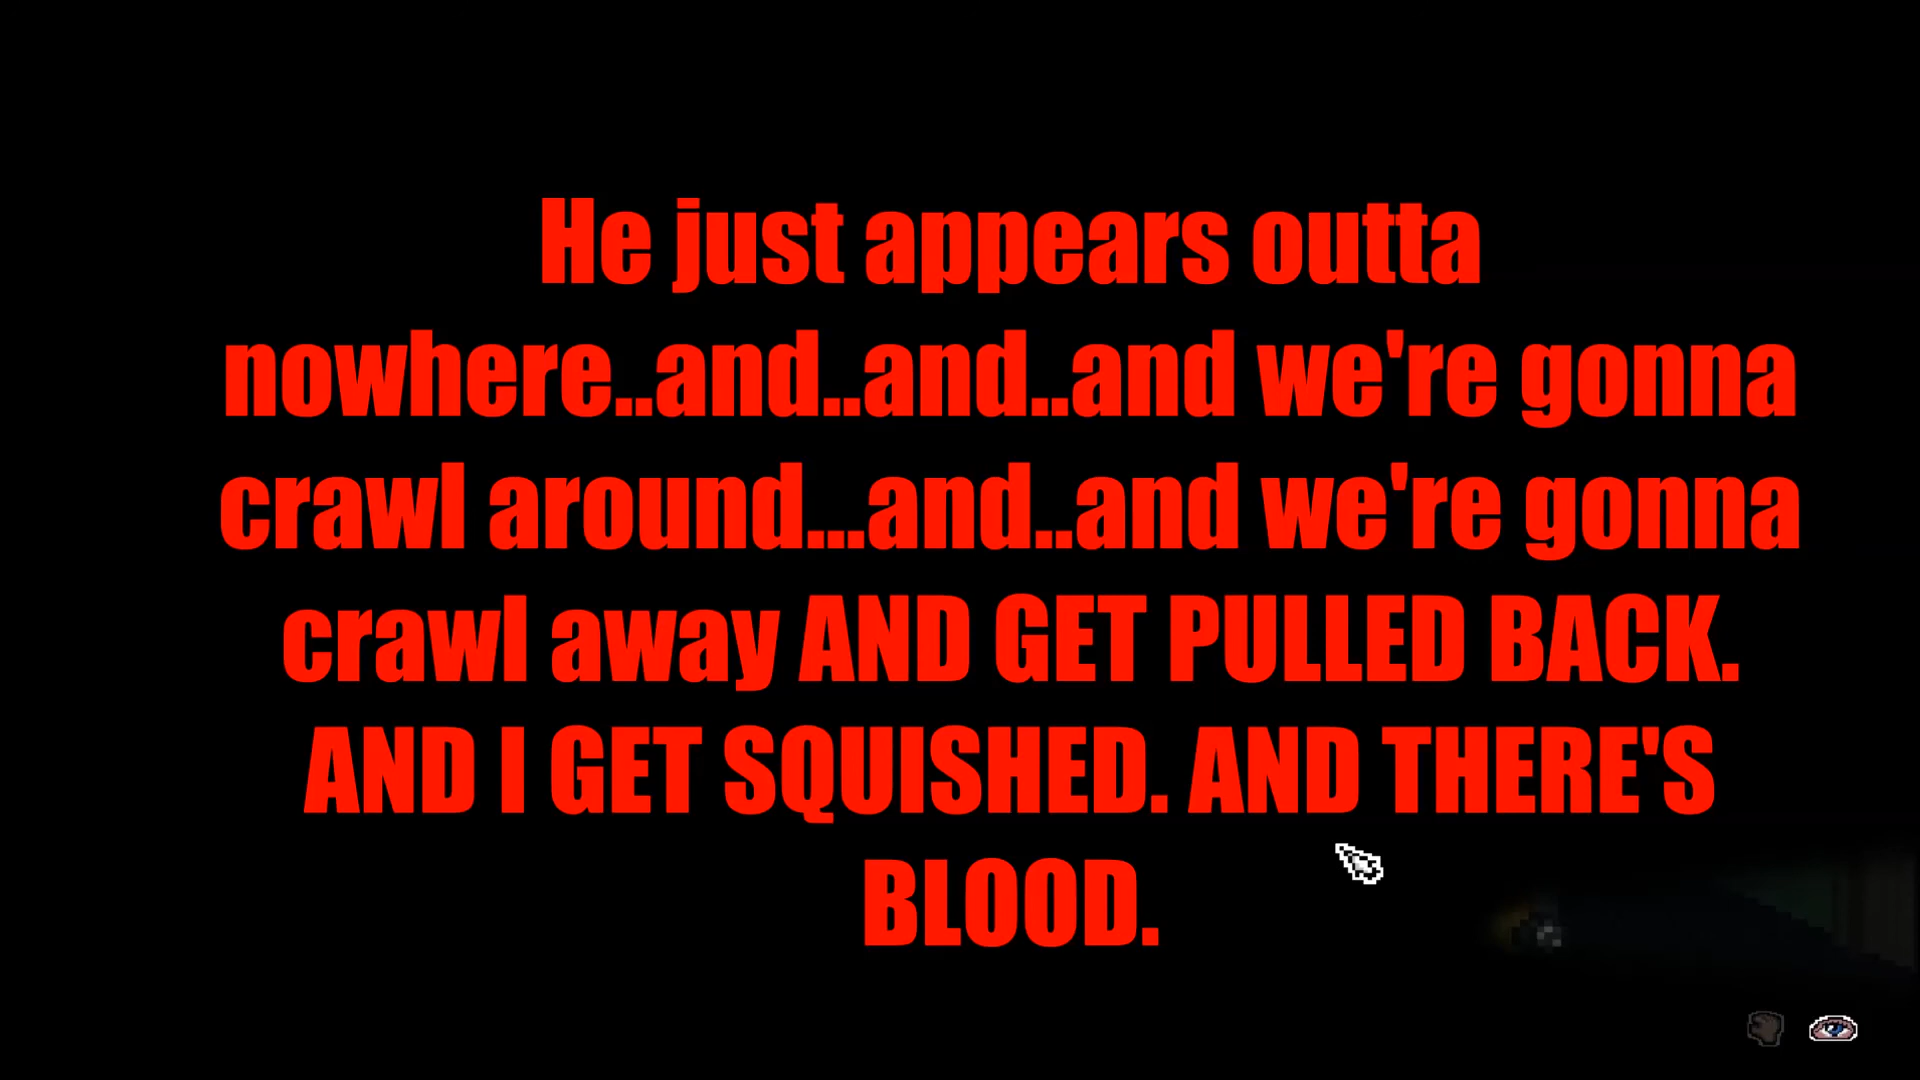 He just appears outta
nowhere..and..and..and we're gonna
crawl around...and..and we're gonna
crawl away AND GET PULLED BACK.
AND I GET SQUISHED. AND THERE'S
BLOOD.